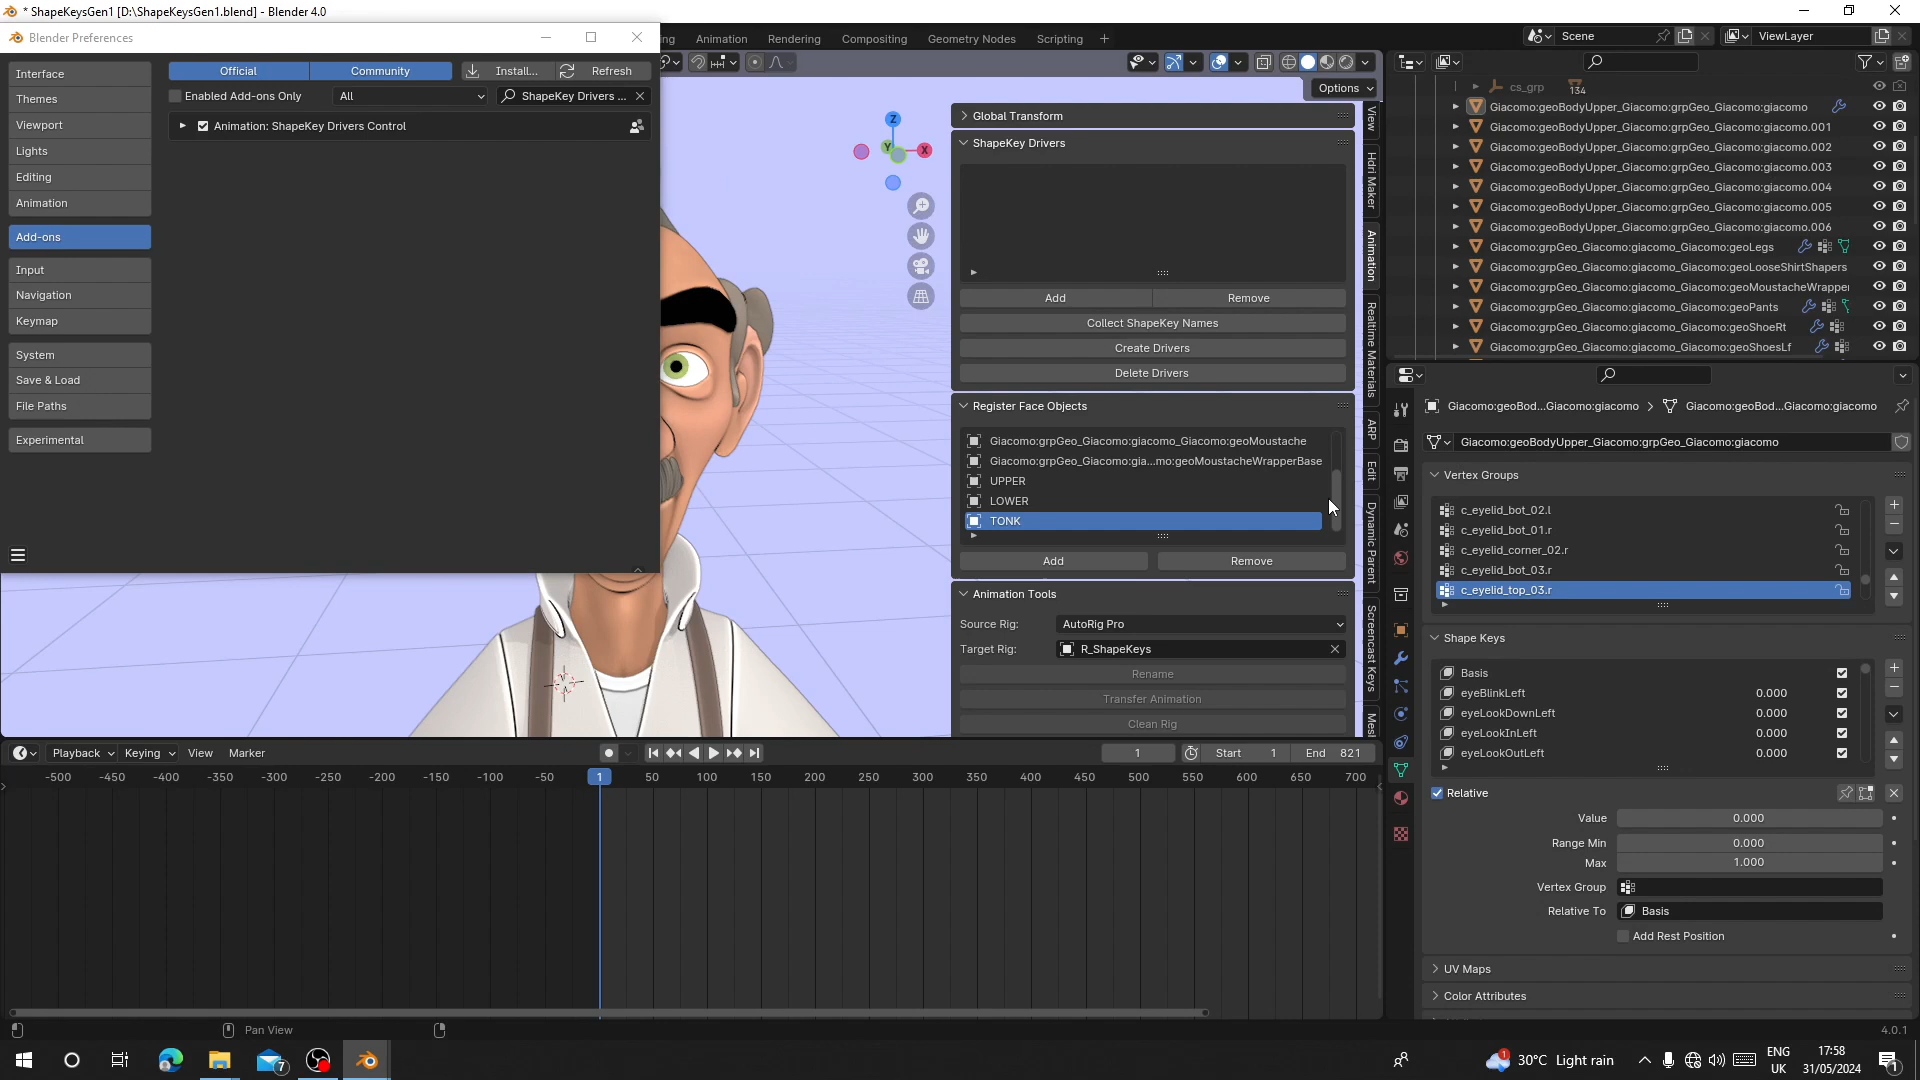 * ShapeKeysGen1 [D:\ShapeKeysGen1.blend] - Blender 4.0
Blender Preferences
Interface
Themes
Viewport
Lights
Editing
Animation
Add-ons
Input
Navigation
Keymap
System
Save & Load
File Paths
Experimental
Official
Community
Install...
Refresh
Enabled Add-ons Only
All
ShapeKey Drivers ...
Animation: ShapeKey Drivers Control
Animation
Rendering
Compositing
Geometry Nodes
Scripting
+
Scene
ViewLayer
Options
Z
Y
X
Global Transform
ShapeKey Drivers
Add
Remove
Collect ShapeKey Names
Create Drivers
Delete Drivers
Register Face Objects
Giacomo:grpGeo_Giacomo:giacomo_Giacomo:geoMoustache
Giacomo:grpGeo_Giacomo:gia...mo:geoMoustacheWrapperBase
UPPER
LOWER
TONK
Add
Remove
Animation Tools
Source Rig:
AutoRig Pro
Target Rig:
R_ShapeKeys
Rename
Transfer Animation
Clean Rig
View
Hdri Maker
Animation
Realtime Materials
ARP
Edit
Dynamic Parent
Screencast Keys
cs_grp
134
Giacomo:geoBodyUpper_Giacomo:grpGeo_Giacomo:giacomo
Giacomo:geoBodyUpper_Giacomo:grpGeo_Giacomo:giacomo.001
Giacomo:geoBodyUpper_Giacomo:grpGeo_Giacomo:giacomo.002
Giacomo:geoBodyUpper_Giacomo:grpGeo_Giacomo:giacomo.003
Giacomo:geoBodyUpper_Giacomo:grpGeo_Giacomo:giacomo.004
Giacomo:geoBodyUpper_Giacomo:grpGeo_Giacomo:giacomo.005
Giacomo:geoBodyUpper_Giacomo:grpGeo_Giacomo:giacomo.006
Giacomo:grpGeo_Giacomo:giacomo_Giacomo:geoLegs
Giacomo:grpGeo_Giacomo:giacomo_Giacomo:geoLooseShirtShapers
Giacomo:grpGeo_Giacomo:giacomo_Giacomo:geoMoustacheWrapper
Giacomo:grpGeo_Giacomo:giacomo_Giacomo:geoPants
Giacomo:grpGeo_Giacomo:giacomo_Giacomo:geoShoeRt
Giacomo:grpGeo_Giacomo:giacomo_Giacomo:geoShoesLf
Giacomo:geoBod...Giacomo:giacomo
Giacomo:geoBod...Giacomo:giacomo
Giacomo:geoBodyUpper_Giacomo:grpGeo_Giacomo:giacomo
Vertex Groups
c_eyelid_bot_02.l
c_eyelid_bot_01.r
c_eyelid_corner_02.r
c_eyelid_bot_03.r
c_eyelid_top_03.r
Shape Keys
Basis
eyeBlinkLeft 0.000
eyeLookDownLeft 0.000
eyeLookInLeft 0.000
eyeLookOutLeft 0.000
Relative
Value 0.000
Range Min 0.000
Max 1.000
Vertex Group
Relative To Basis
Add Rest Position
UV Maps
Color Attributes
Playback
Keying
View
Marker
1
Start 1
End 821
-500 -450 -400 -350 -300 -250 -200 -150 -100 -50 1 50 100 150 200 250 300 350 400 450 500 550 600 650 700
Pan View
4.0.1
7
1
30°C Light rain
ENG
UK
17:58
31/05/2024
1